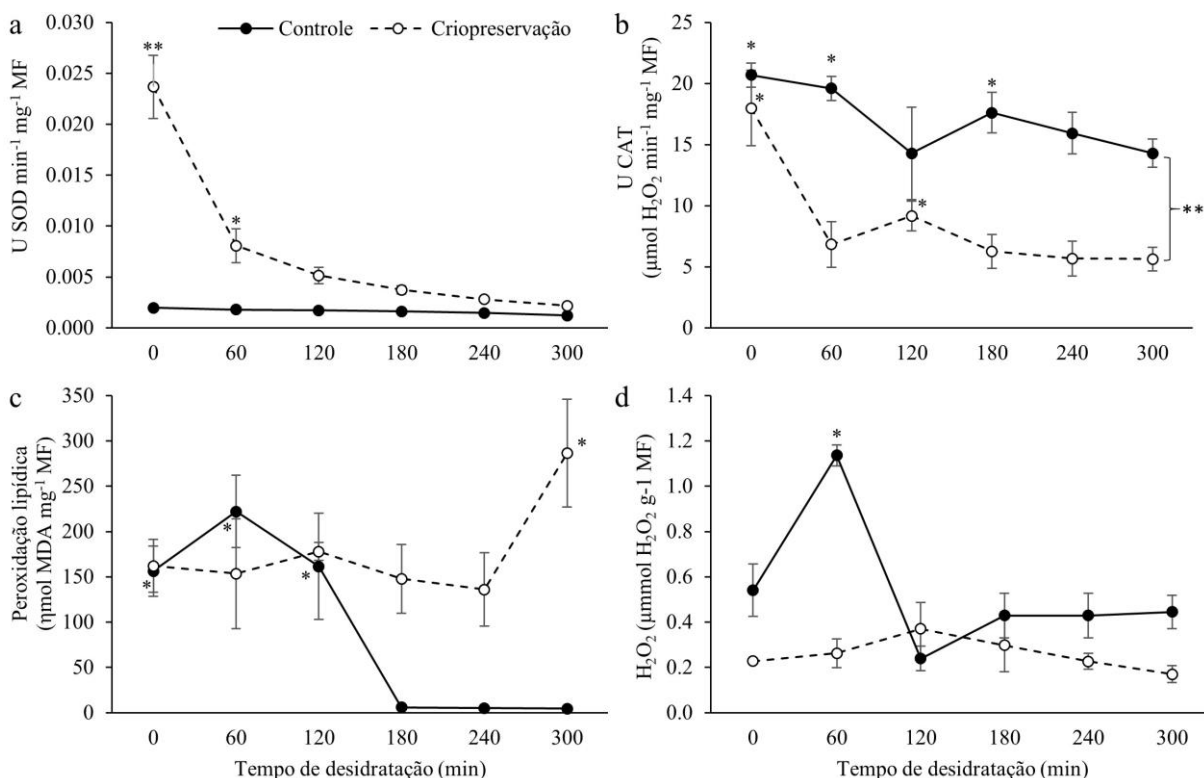 a
Controle
Criopreservação
U SOD min⁻¹ mg⁻¹ MF
0.030
0.025
0.020
0.015
0.010
0.005
0.000
**
*
0 60 120 180 240 300
b
U CAT
(µmol H₂O₂ min⁻¹ mg⁻¹ MF)
25
20
15
10
5
0
* * *
*
*
**
0 60 120 180 240 300
c
Peroxidação lipídica
(ηmol MDA mg⁻¹ MF)
350
300
250
200
150
100
50
0
*
*
*
*
0 60 120 180 240 300
Tempo de desidratação (min)
d
H₂O₂ (µmmol H₂O₂ g-1 MF)
1.4
1.2
1.0
0.8
0.6
0.4
0.2
0.0
*
0 60 120 180 240 300
Tempo de desidratação (min)